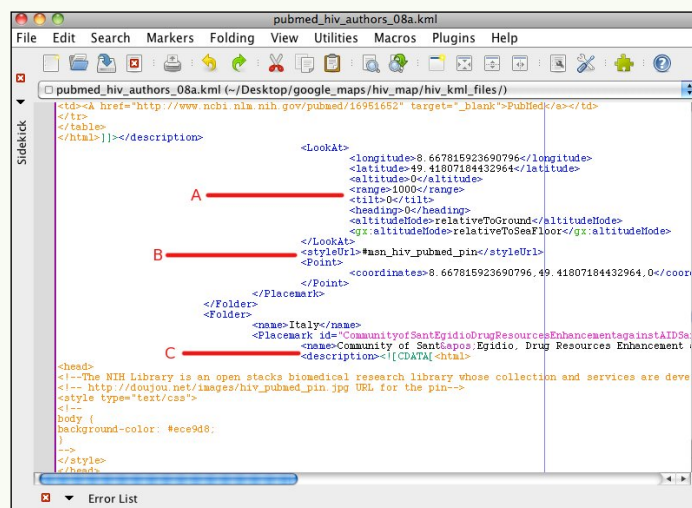 pubmed_hiv_authors_08a.kml
File Edit Search Markers Folding View Utilities Macros Plugins Help
pubmed_hiv_authors_08a.kml (~/Desktop/google_maps/hiv_map/hiv_kml_files/)
Sidekick
<td><A href="http://www.ncbi.nlm.nih.gov/pubmed/16951652" target="_blank">PubMed</a></td>
</tr>
</table>
</html>]]></description>
<LookAt>
<longitude>8.667815923690796</longitude>
<latitude>49.41807184432964</latitude>
<altitude>0</altitude>
A <range>1000</range>
<tilt>0</tilt>
<heading>0</heading>
<altitudeMode>relativeToGround</altitudeMode>
<gx:altitudeMode>relativeToSeaFloor</gx:altitudeMode>
</LookAt>
B <styleUrl>#msn_hiv_pubmed_pin</styleUrl>
<Point>
<coordinates>8.667815923690796,49.41807184432964,0</coor
</Point>
</Placemark>
</Folder>
<Folder>
<name>Italy</name>
<Placemark id="CommunityofSantEgidioDrugResourcesEnhancementagainstAIDSa
<name>Community of Sant&apos;Egidio, Drug Resources Enhancement a
C <description><![CDATA[<html>
<head>
<!--The NIH Library is an open stacks biomedical research library whose collection and services are deve
<!-- http://doujou.net/images/hiv_pubmed_pin.jpg URL for the pin-->
<style type="text/css">
<!--
body {
background-color: #ece9d8;
}
-->
</style>
</head>
Error List